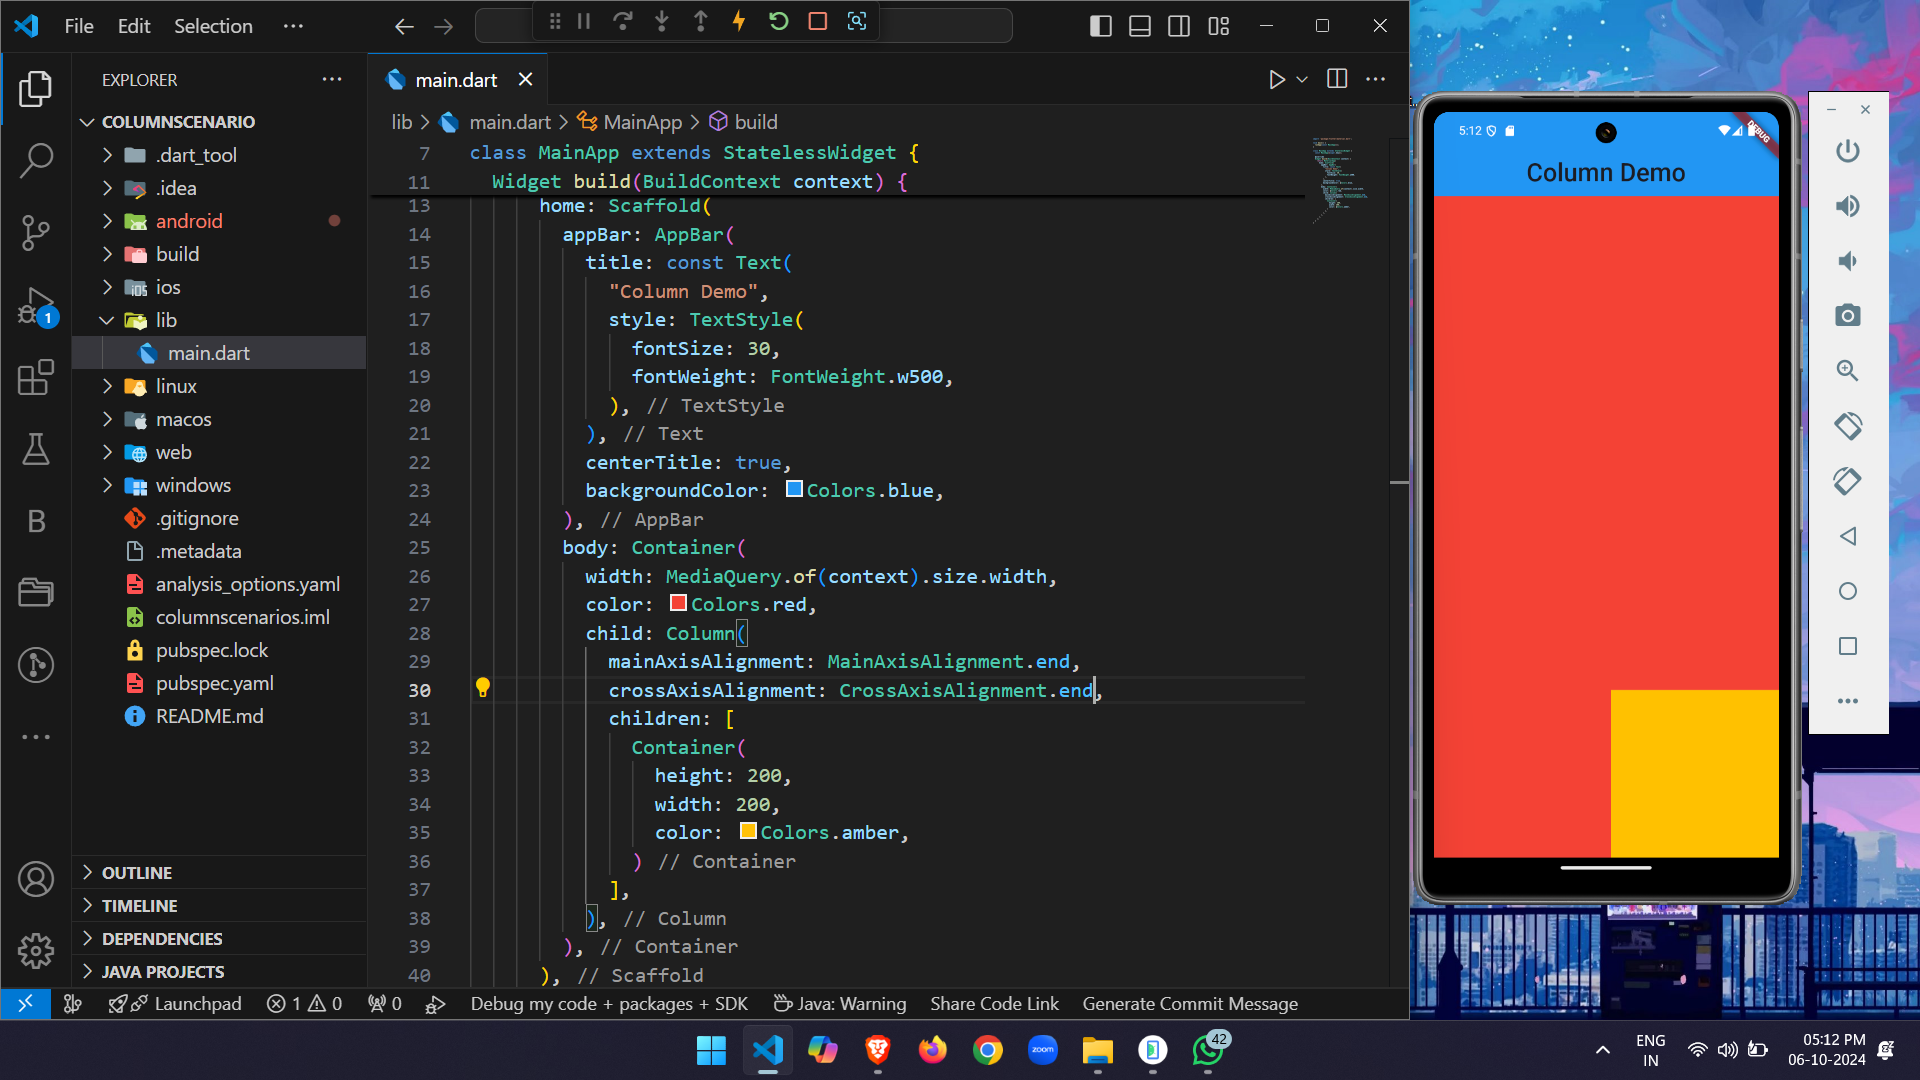 File Edit Selection ···
EXPLORER
COLUMNSCENARIO
.dart_tool
.idea
android
build
ios
lib
main.dart
linux
macos
web
windows
.gitignore
.metadata
analysis_options.yaml
columnscenarios.iml
pubspec.lock
pubspec.yaml
README.md
OUTLINE
TIMELINE
DEPENDENCIES
JAVA PROJECTS
1
B
main.dart
lib > main.dart > MainApp > build
7 class MainApp extends StatelessWidget {
11 Widget build(BuildContext context) {
13 home: Scaffold(
14 appBar: AppBar(
15 title: const Text(
16 "Column Demo",
17 style: TextStyle(
18 fontSize: 30,
19 fontWeight: FontWeight.w500,
20 ), // TextStyle
21 ), // Text
22 centerTitle: true,
23 backgroundColor: Colors.blue,
24 ), // AppBar
25 body: Container(
26 width: MediaQuery.of(context).size.width,
27 color: Colors.red,
28 child: Column(
29 mainAxisAlignment: MainAxisAlignment.end,
30 crossAxisAlignment: CrossAxisAlignment.end,
31 children: [
32 Container(
33 height: 200,
34 width: 200,
35 color: Colors.amber,
36 ) // Container
37 ],
38 ), // Column
39 ), // Container
40 ), // Scaffold
Launchpad 1 0 0 Debug my code + packages + SDK Java: Warning Share Code Link Generate Commit Message
5:12
DEBUG
Column Demo
zoom
42
ENG
IN
05:12 PM
06-10-2024